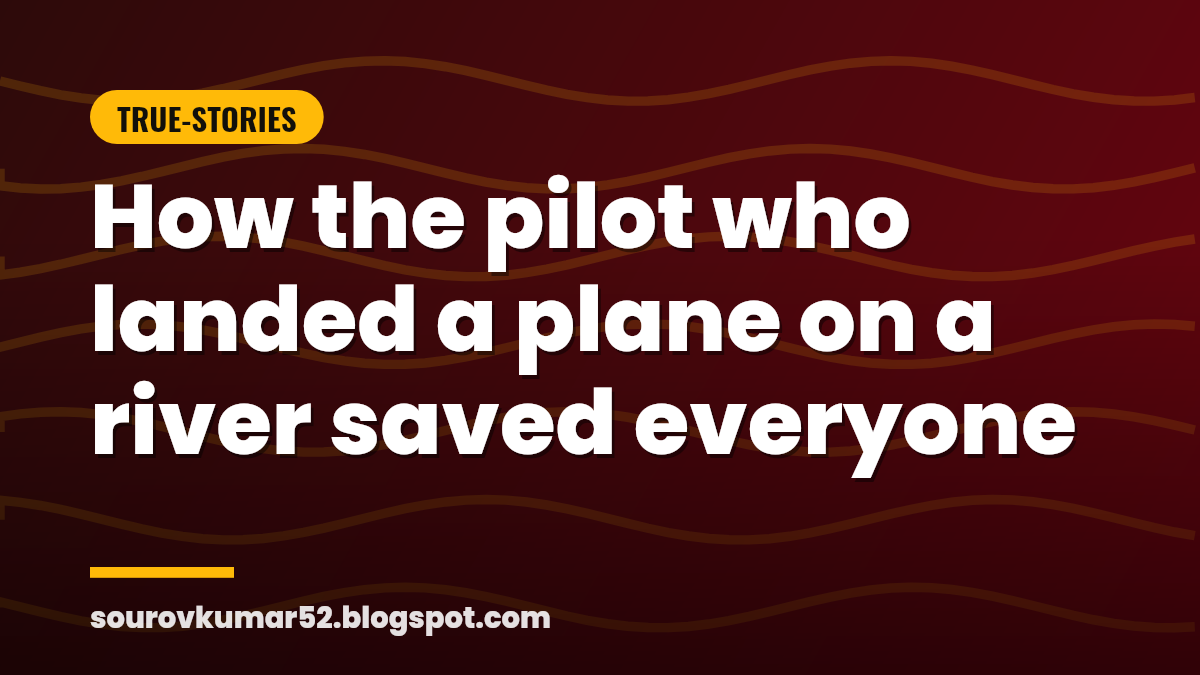 TRUE-STORIES
How the pilot who
landed a plane on a
river saved everyone
sourovkumar52.blogspot.com